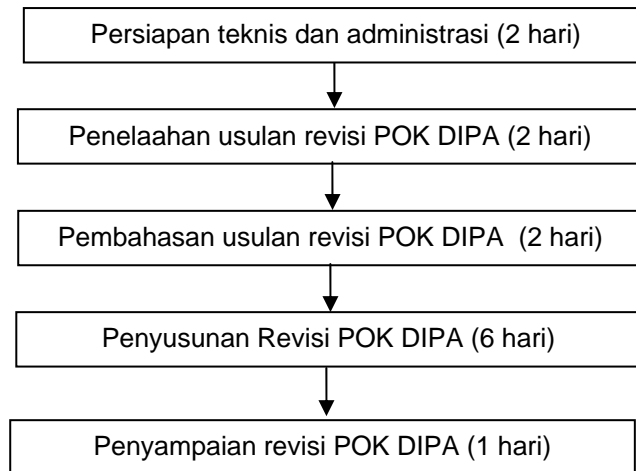 Persiapan teknis dan administrasi (2 hari)
Penelaahan usulan revisi POK DIPA (2 hari)
Pembahasan usulan revisi POK DIPA (2 hari)
Penyusunan Revisi POK DIPA (6 hari)
Penyampaian revisi POK DIPA (1 hari)